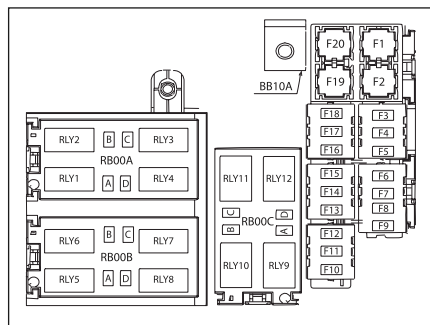 F20 F1
BB10A F19 F2
F18 F3
F17 F4
F16 F5
RLY2 B C RLY3
RB00A
RLY1 A D RLY4
RLY6 B C RLY7
RB00B
RLY5 A D RLY8
RLY11 RLY12
C RB00C D
B A
RLY10 RLY9
F15 F6
F14 F7
F13 F8
F9
F12
F11
F10